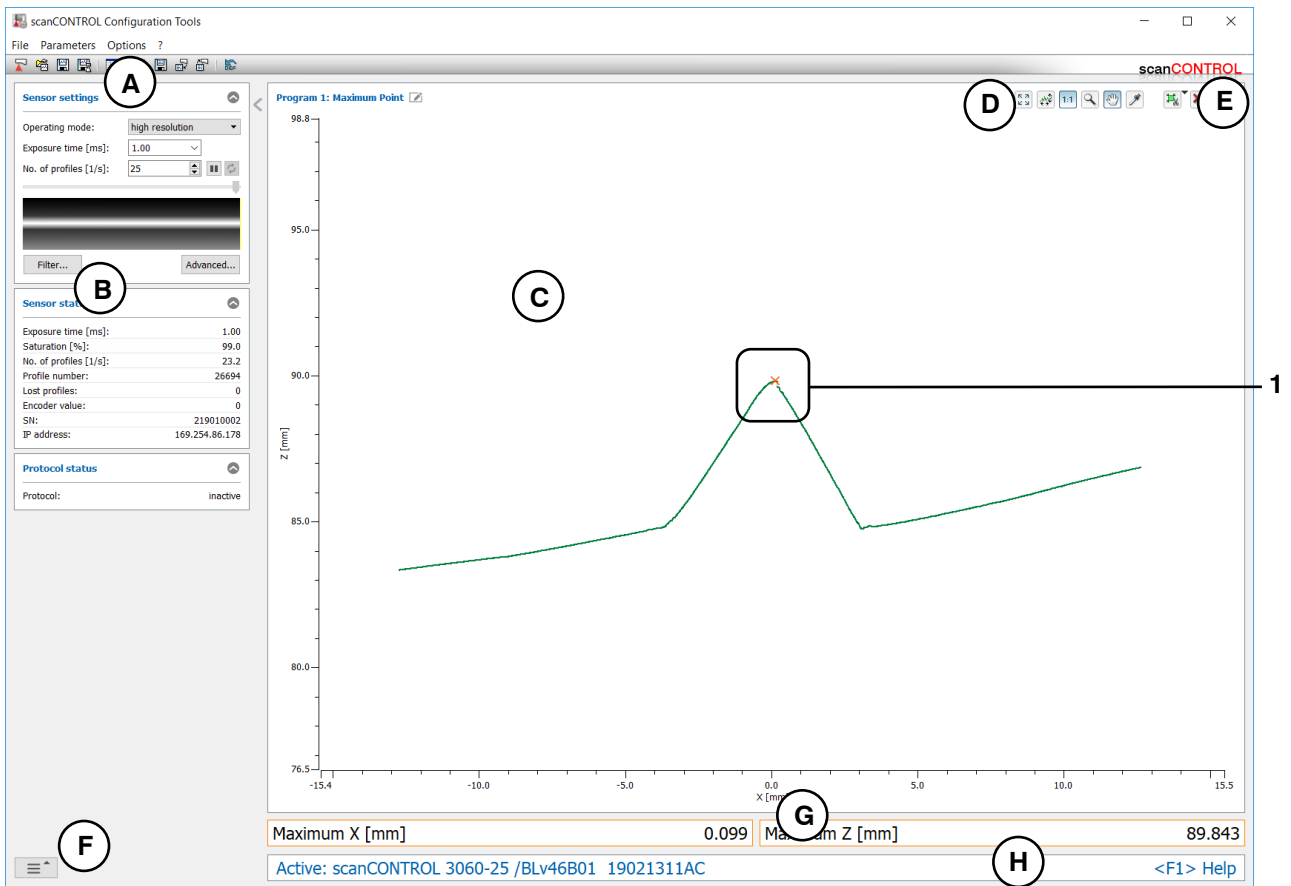 scanCONTROL Configuration Tools
File Parameters Options ?
scanCONTROL
A
Sensor settings
Operating mode: high resolution
Exposure time [ms]: 1.00
No. of profiles [1/s]: 25
Filter... Advanced...
B
Exposure time [ms]: 1.00
Saturation [%]: 99.0
No. of profiles [1/s]: 23.2
Profile number: 26694
Lost profiles: 0
Encoder value: 0
SN: 219010002
IP address: 169.254.86.178
Protocol status
Protocol: inactive
F
Program 1: Maximum Point
D
1:1
E
98.8
95.0
C
90.0
1
Z [mm]
85.0
80.0
76.5
-15.4 -10.0 -5.0 0.0 5.0 10.0 15.5
G
Maximum X [mm] 0.099
Z [mm] 89.843
H
Active: scanCONTROL 3060-25 /BLv46B01 19021311AC <F1> Help